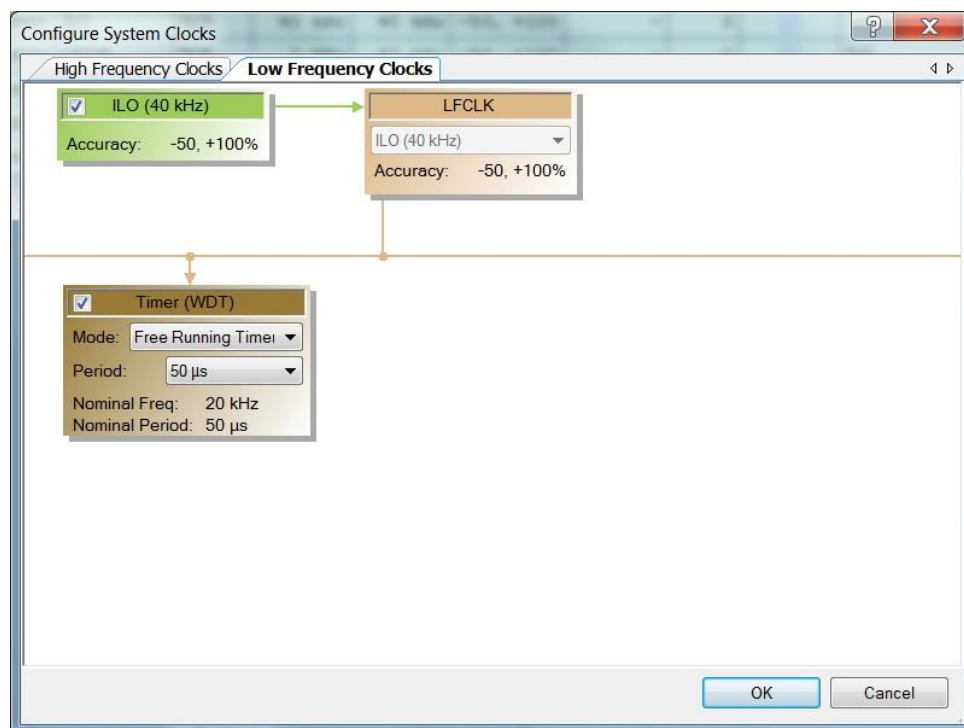 Configure System Clocks
High Frequency Clocks Low Frequency Clocks
ILO (40 kHz)
Accuracy: -50, +100%
LFCLK
ILO (40 kHz)
Accuracy: -50, +100%
Timer (WDT)
Mode: Free Running Timer
Period: 50 µs
Nominal Freq: 20 kHz
Nominal Period: 50 µs
OK Cancel